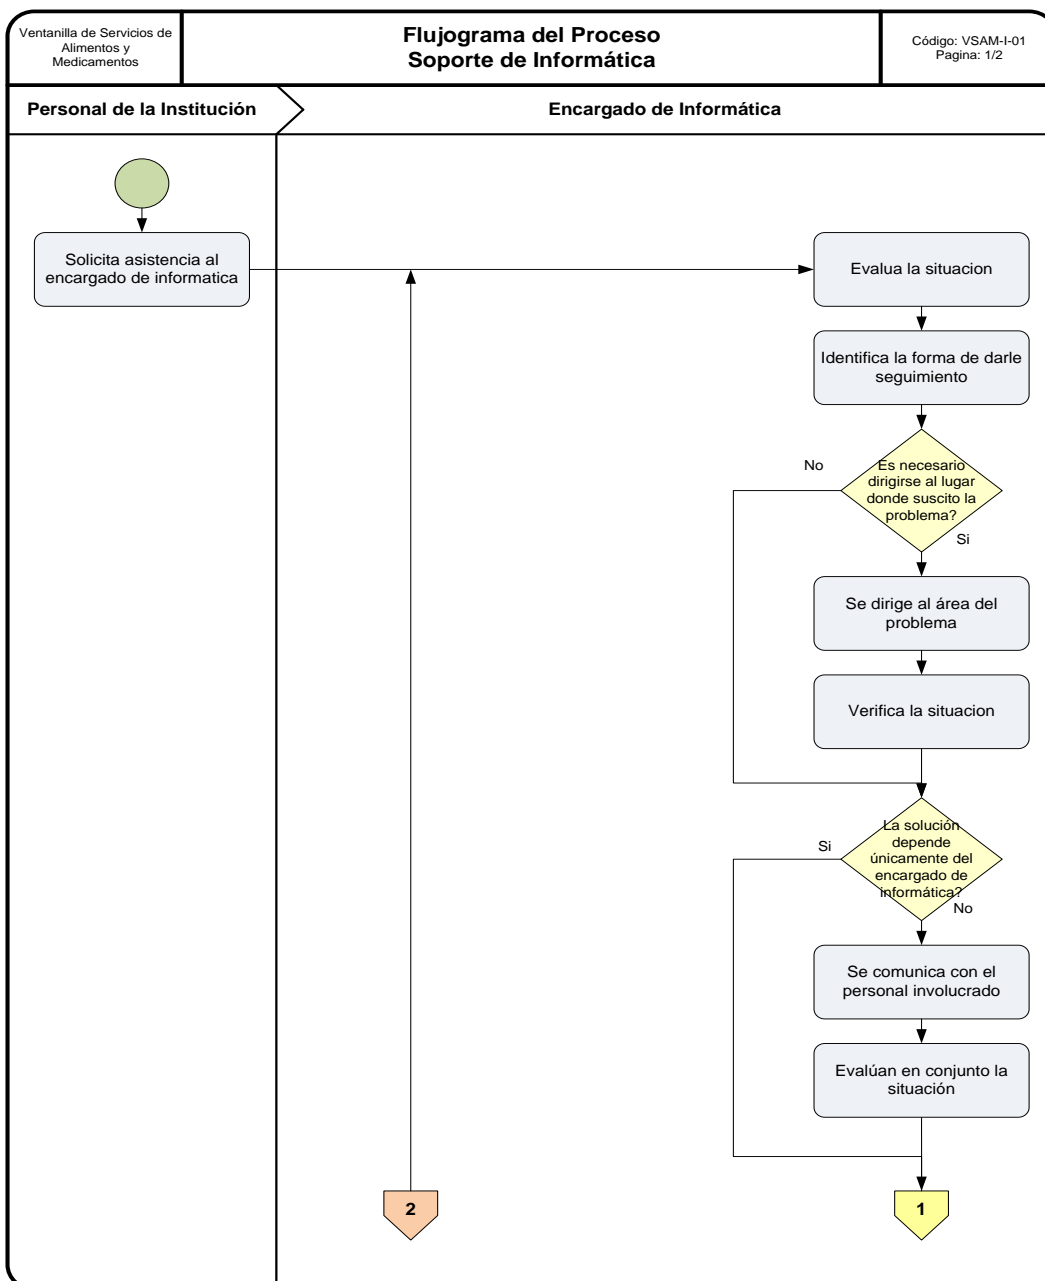 Ventanilla de Servicios de
Alimentos y
Medicamentos
Flujograma del Proceso
Soporte de Informática
Código: VSAM-I-01
Pagina: 1/2
Personal de la Institución
Encargado de Informática
Solicita asistencia al
encargado de informatica
Evalua la situacion
Identifica la forma de darle
seguimiento
No
Es necesario
dirigirse al lugar
donde suscito la
problema?
Si
Se dirige al área del
problema
Verifica la situacion
Si
La solución
depende
únicamente del
encargado de
informática?
No
Se comunica con el
personal involucrado
Evalúan en conjunto la
situación
2
1